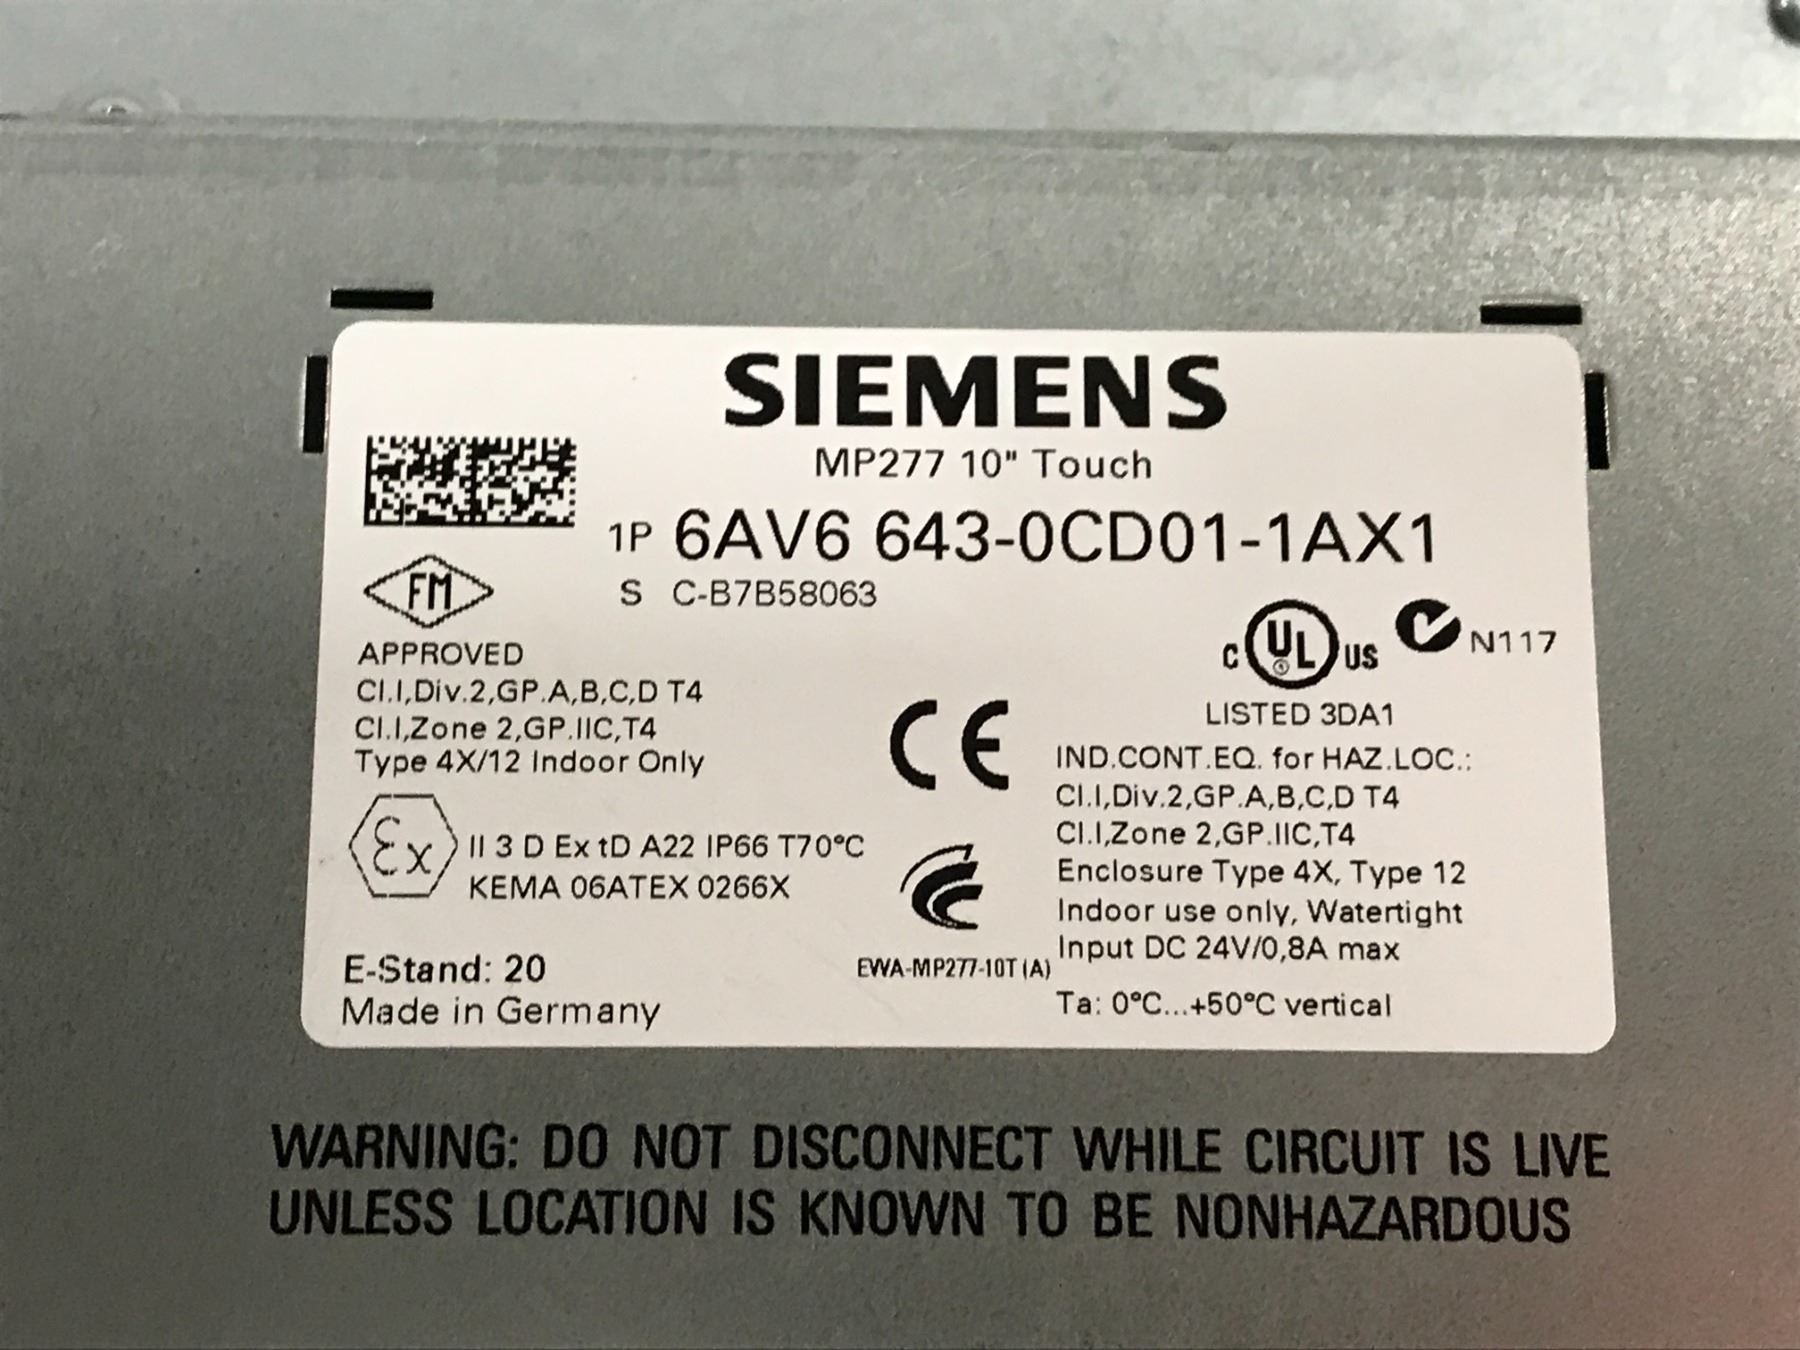 SIEMENS
MP277 10" Touch
1P 6AV6 643-0CD01-1AX1
S C-B7B58063
FM
APPROVED
Cl.I,Div.2,GP.A,B,C,D T4
Cl.I,Zone 2,GP.IIC,T4
Type 4X/12 Indoor Only
Ex II 3 D Ex tD A22 IP66 T70°C
KEMA 06ATEX 0266X
E-Stand: 20
Made in Germany
CE
EWA-MP277-10T(A)
C UL US N117
LISTED 3DA1
IND.CONT.EQ. for HAZ.LOC.:
Cl.I,Div.2,GP.A,B,C,D T4
Cl.I,Zone 2,GP.IIC,T4
Enclosure Type 4X, Type 12
Indoor use only, Watertight
Input DC 24V/0,8A max
Ta: 0°C...+50°C vertical
WARNING: DO NOT DISCONNECT WHILE CIRCUIT IS LIVE
UNLESS LOCATION IS KNOWN TO BE NONHAZARDOUS